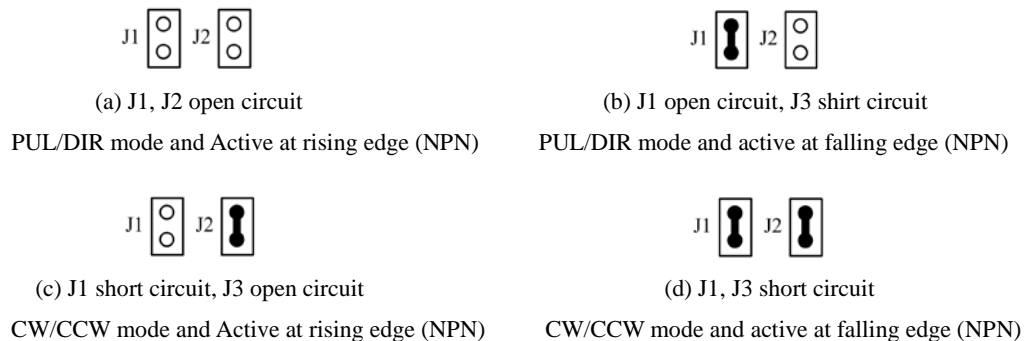 J1 J2
(a) J1, J2 open circuit
PUL/DIR mode and Active at rising edge (NPN)
J1 J2
(b) J1 open circuit, J3 shirt circuit
PUL/DIR mode and active at falling edge (NPN)
J1 J2
(c) J1 short circuit, J3 open circuit
CW/CCW mode and Active at rising edge (NPN)
J1 J2
(d) J1, J3 short circuit
CW/CCW mode and active at falling edge (NPN)